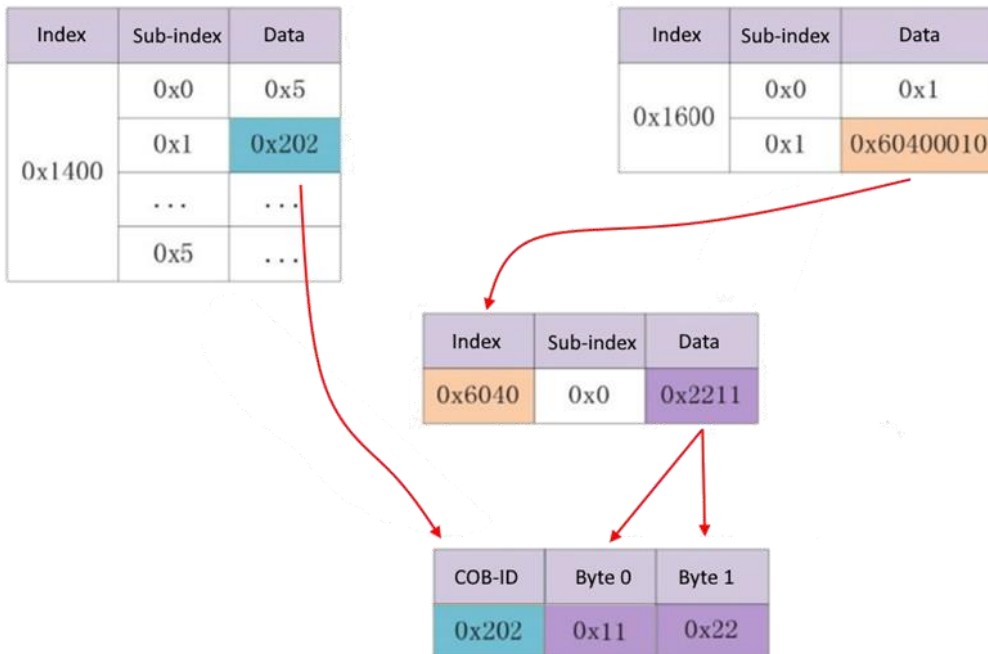 Index Sub-index Data
0x0 0x5
0x1 0x202
0x1400
... ...
0x5 ...
Index Sub-index Data
0x0 0x1
0x1600
0x1 0x60400010
Index Sub-index Data
0x6040 0x0 0x2211
COB-ID Byte 0 Byte 1
0x202 0x11 0x22